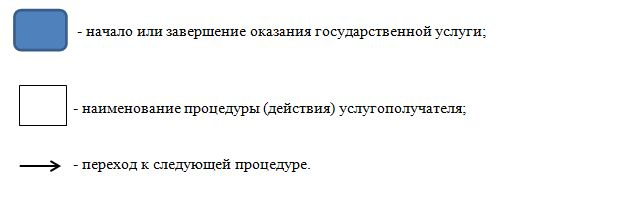 - начало или завершение оказания государственной услуги;
- наименование процедуры (действия) услугополучателя;
- переход к следующей процедуре.